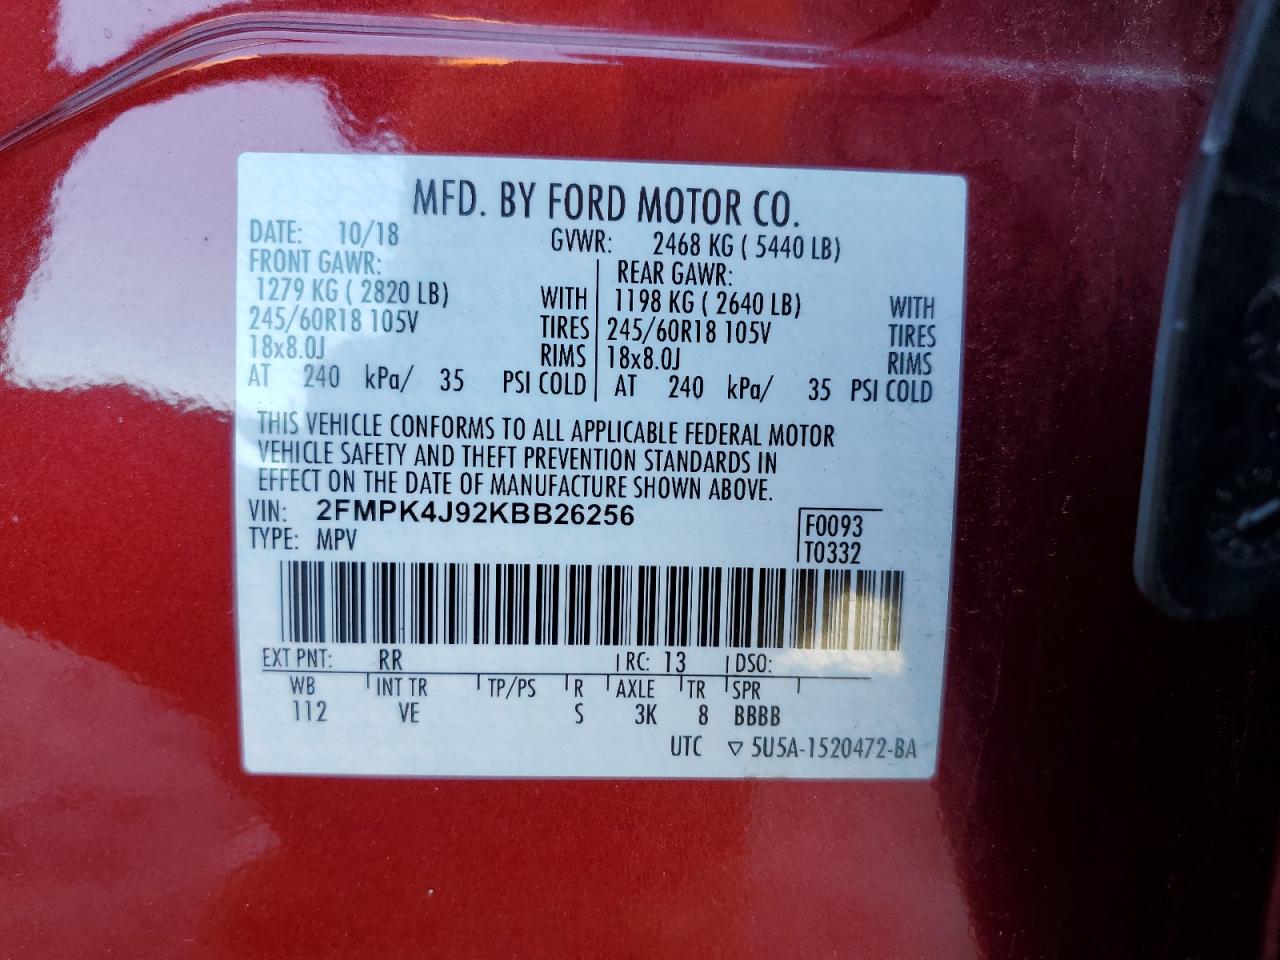 MFD. BY FORD MOTOR CO.
DATE: 10/18 GVWR: 2468 KG ( 5440 LB)
FRONT GAWR: REAR GAWR:
1279 KG ( 2820 LB) WITH 1198 KG ( 2640 LB) WITH
245/60R18 105V TIRES 245/60R18 105V TIRES
18x8.0J RIMS 18x8.0J RIMS
AT 240 kPa/ 35 PSI COLD AT 240 kPa/ 35 PSI COLD
THIS VEHICLE CONFORMS TO ALL APPLICABLE FEDERAL MOTOR
VEHICLE SAFETY AND THEFT PREVENTION STANDARDS IN
EFFECT ON THE DATE OF MANUFACTURE SHOWN ABOVE.
VIN: 2FMPK4J92KBB26256 F0093
TYPE: MPV T0332
EXT PNT: RR RC: 13 DSO:
WB INT TR TP/PS R AXLE TR SPR
112 VE S 3K 8 BBBB
UTC ▽ 5U5A-1520472-BA